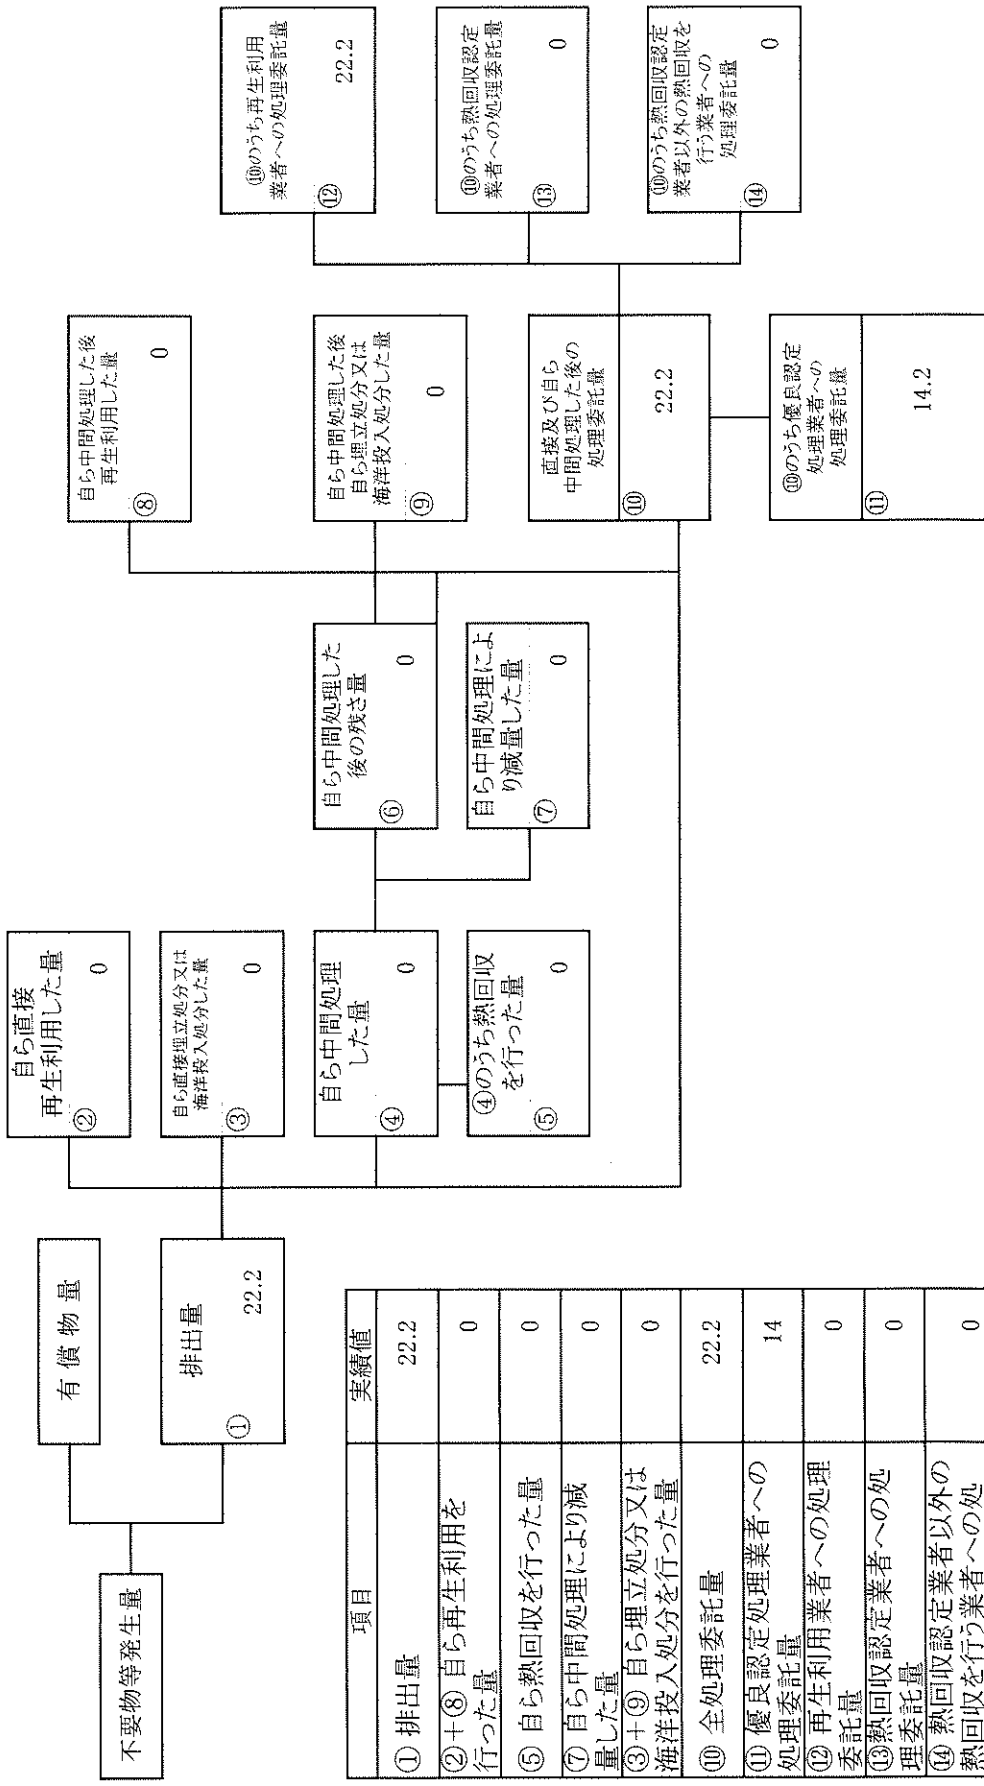 不要物等発生量
有償物量
排出量
①
22.2
自ら直接
再生利用した量
②
0
自ら直接埋立処分又は
海洋投入処分した量
③
0
自ら中間処理
した量
④
0
④のうち熱回収
を行った量
⑤
0
自ら中間処理した
後の残さ量
⑥
0
自ら中間処理によ
り減量した量
⑦
0
自ら中間処理した後
再生利用した量
⑧
0
自ら中間処理した後
自ら埋立処分又は
海洋投入処分した量
⑨
0
直接及び自ら
中間処理した後の
処理委託量
⑩
22.2
⑩のうち優良認定
処理業者への
処理委託量
⑪
14.2
⑩のうち再生利用
業者への処理委託量
⑫
22.2
⑩のうち熱回収認定
業者への処理委託量
⑬
0
⑩のうち熱回収認定
業者以外の熱回収を
行う業者への
処理委託量
⑭
0
項目 実績値
① 排出量 22.2
②+⑧ 自ら再生利用を
行った量 0
⑤ 自ら熱回収を行った量 0
⑦ 自ら中間処理により減
量した量 0
③+⑨ 自ら埋立処分又は
海洋投入処分を行った量 0
⑩ 全処理委託量 22.2
⑪ 優良認定処理業者への
処理委託量 14
⑫ 再生利用業者への処理
委託量 0
⑬熱回収認定業者への処
理委託量 0
⑭ 熱回収認定業者以外の
熱回収を行う業者への処 0